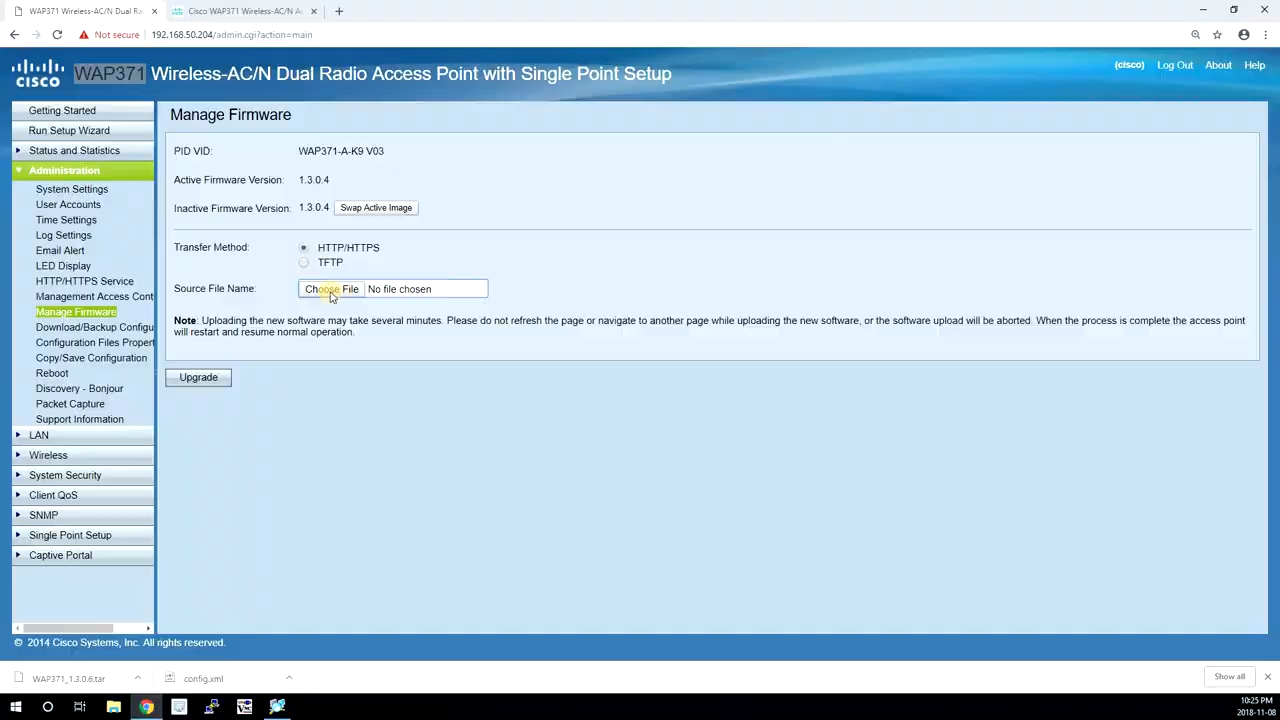 WAP371 Wireless-AC/N Dual Ra
Cisco WAP371 Wireless-AC/N A
Not secure
192.168.50.204/admin.cgi?action=main
cisco
WAP371 Wireless-AC/N Dual Radio Access Point with Single Point Setup
(cisco) Log Out About Help
Getting Started
Run Setup Wizard
Status and Statistics
Administration
System Settings
User Accounts
Time Settings
Log Settings
Email Alert
LED Display
HTTP/HTTPS Service
Management Access Cont
Manage Firmware
Download/Backup Configu
Configuration Files Propert
Copy/Save Configuration
Reboot
Discovery - Bonjour
Packet Capture
Support Information
LAN
Wireless
System Security
Client QoS
SNMP
Single Point Setup
Captive Portal
Manage Firmware
PID VID: WAP371-A-K9 V03
Active Firmware Version: 1.3.0.4
Inactive Firmware Version: 1.3.0.4 Swap Active Image
Transfer Method: HTTP/HTTPS
TFTP
Source File Name: Choose File No file chosen
Note: Uploading the new software may take several minutes. Please do not refresh the page or navigate to another page while uploading the new software, or the software upload will be aborted. When the process is complete the access point
will restart and resume normal operation.
Upgrade
© 2014 Cisco Systems, Inc. All rights reserved.
WAP371_1.3.0.6.tar
config.xml
Show all
10:25 PM
2018-11-08